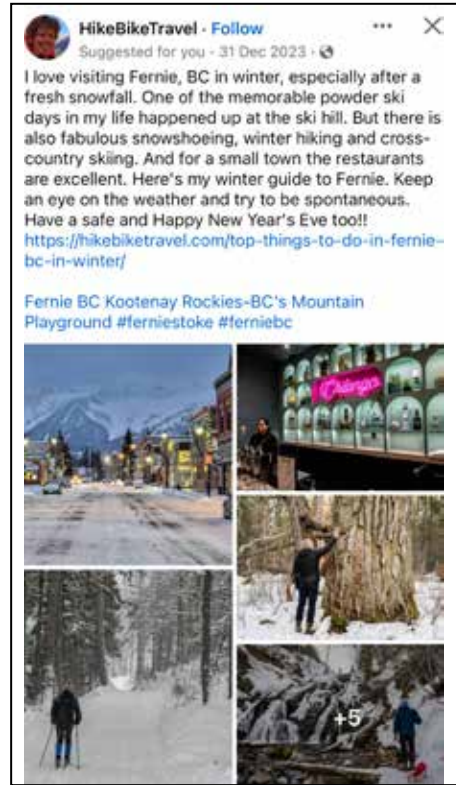 HikeBikeTravel · Follow
Suggested for you · 31 Dec 2023 ·
I love visiting Fernie, BC in winter, especially after a
fresh snowfall. One of the memorable powder ski
days in my life happened up at the ski hill. But there is
also fabulous snowshoeing, winter hiking and cross-
country skiing. And for a small town the restaurants
are excellent. Here's my winter guide to Fernie. Keep
an eye on the weather and try to be spontaneous.
Have a safe and Happy New Year's Eve too!!
https://hikebiketravel.com/top-things-to-do-in-fernie-
bc-in-winter/
Fernie BC Kootenay Rockies-BC's Mountain
Playground #ferniestoke #ferniebc
+5